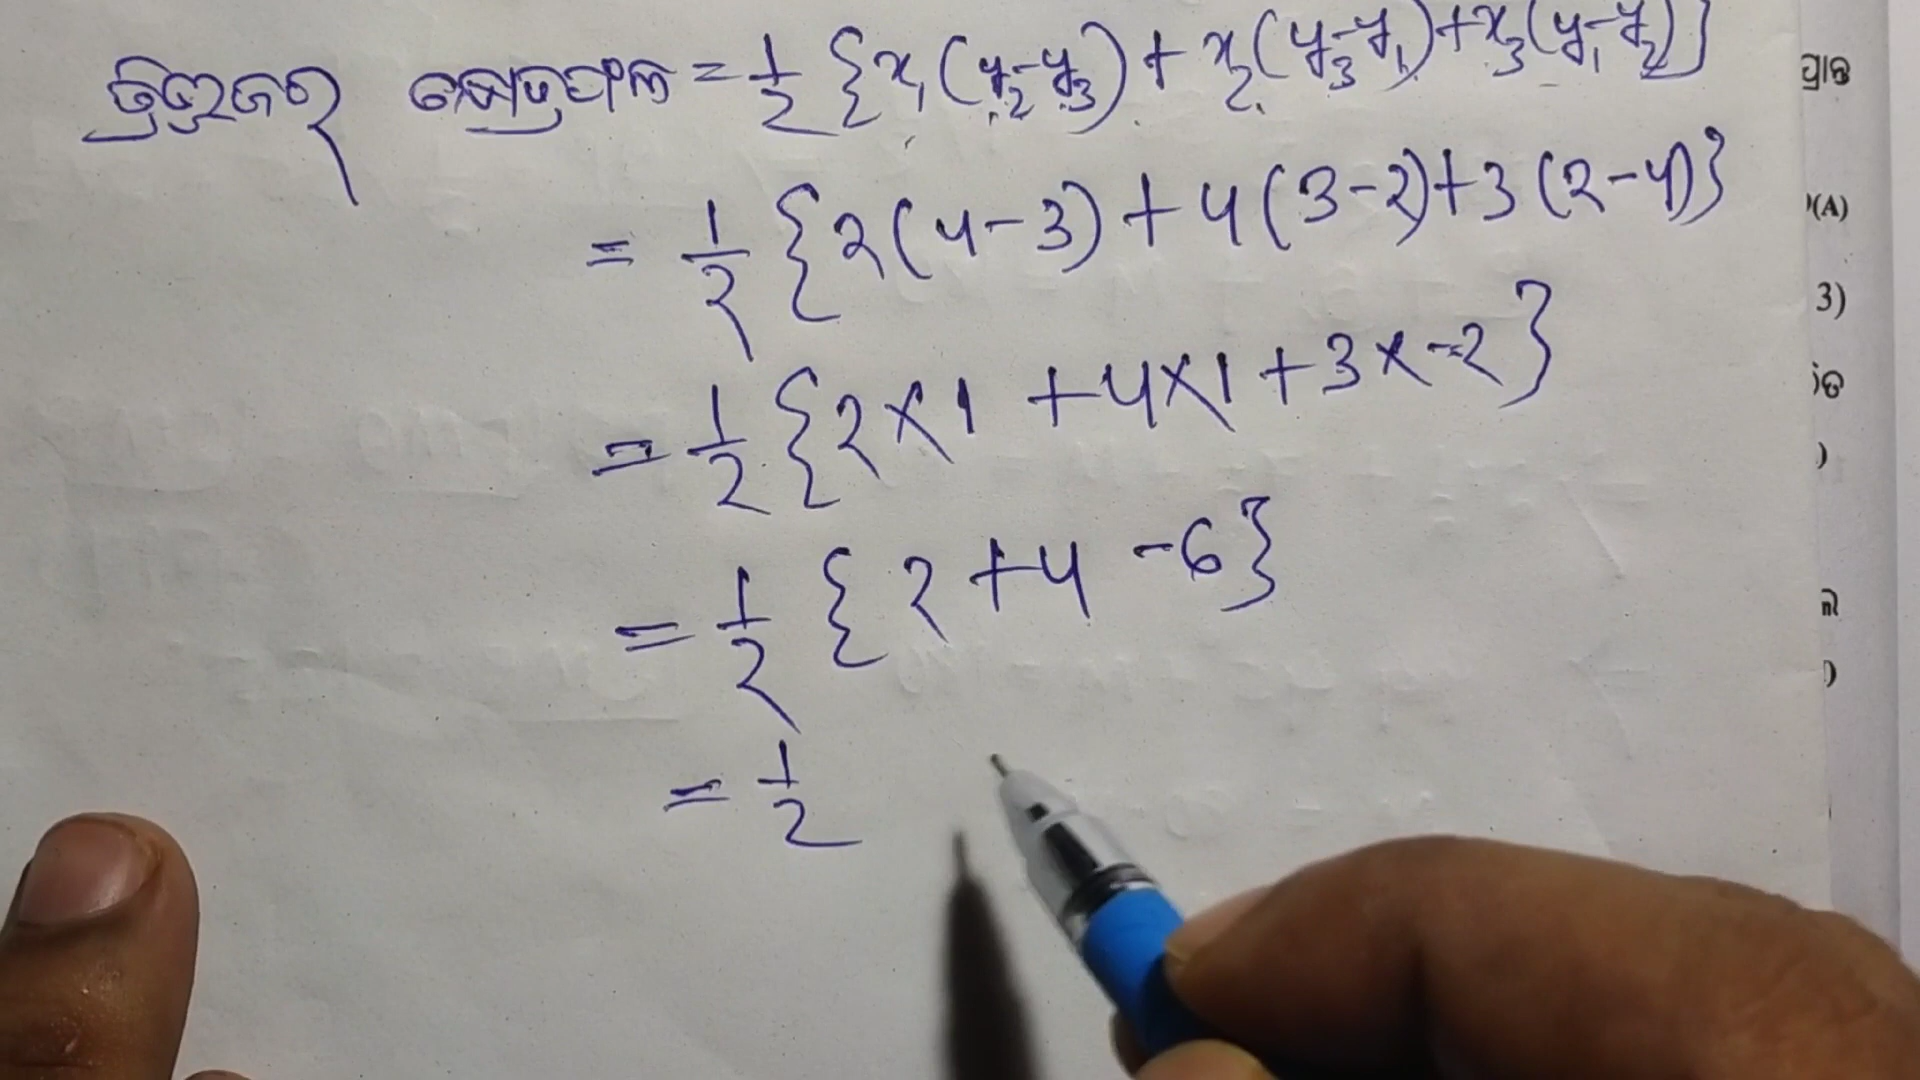 ତ୍ରିଭୁଜର କ୍ଷେତ୍ରଫଳ = 1/2 {x₁(y₂-y₃) + x₂(y₃-y₁) + x₃(y₁-y₂)}
= 1/2 {2(4-3) + 4(3-2) + 3(2-4)}
= 1/2 {2×1 + 4×1 + 3×-2}
= 1/2 {2+4-6}
= 1/2
ପ୍ରାନ୍ତ
(A)
3)
)
)